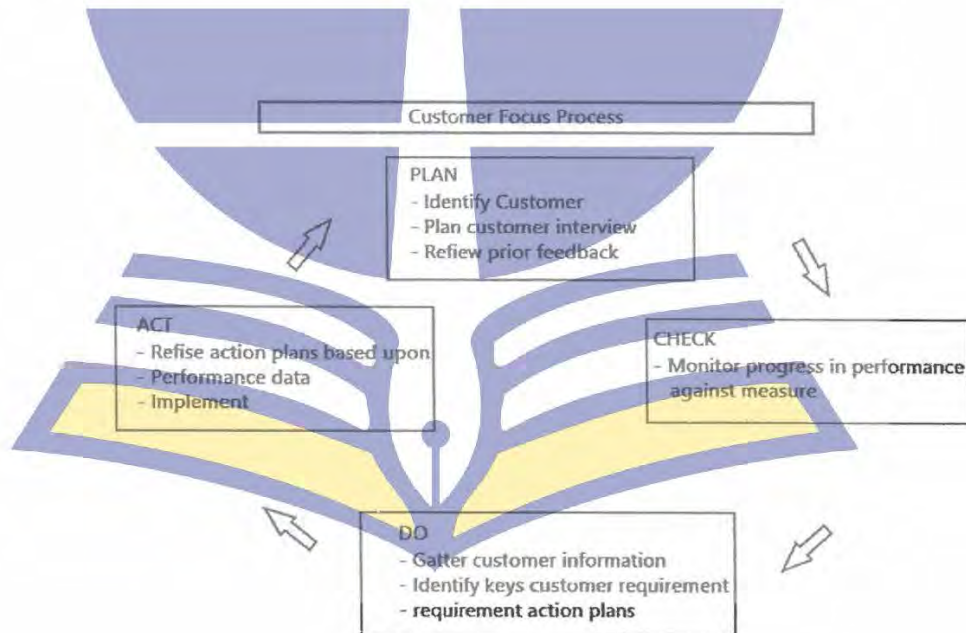 Customer Focus Process
PLAN
- Identify Customer
- Plan customer interview
- Refiew prior feedback
ACT
- Refise action plans based upon
- Performance data
- Implement
CHECK
- Monitor progress in performance
against measure
DO
- Gatter customer information
- Identify keys customer requirement
- requirement action plans